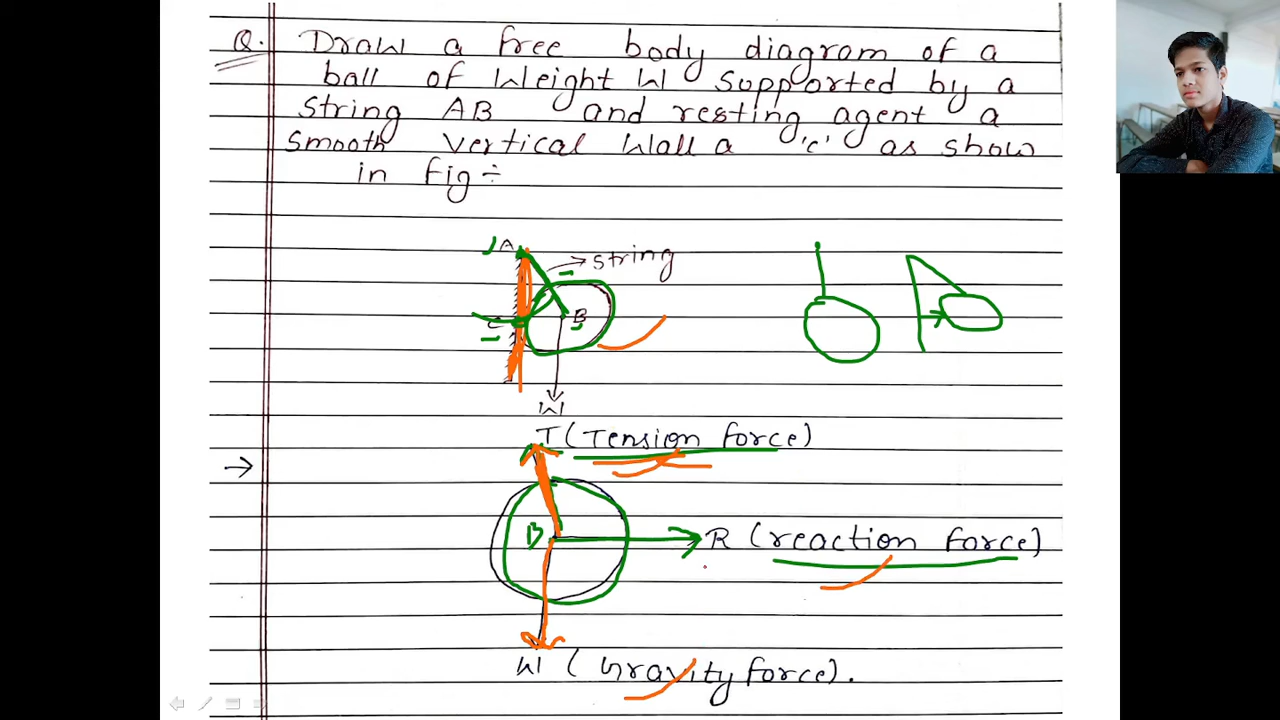 Q. Draw a free body diagram of a
ball of Weight W supported by a
string AB and resting agent a
smooth vertical wall a 'c' as show
in fig÷
A
string
C
B
W
T (Tension force)
B
R (reaction force)
W (Gravity force).